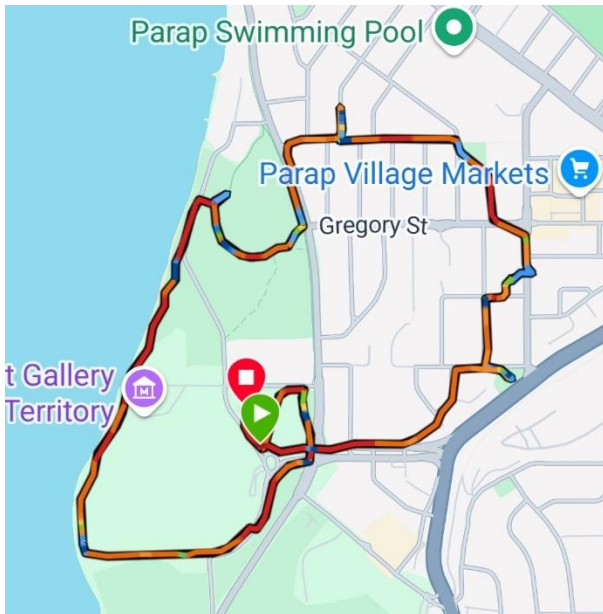 Parap Swimming Pool
Parap Village Markets
Gregory St
t Gallery
Territory
M